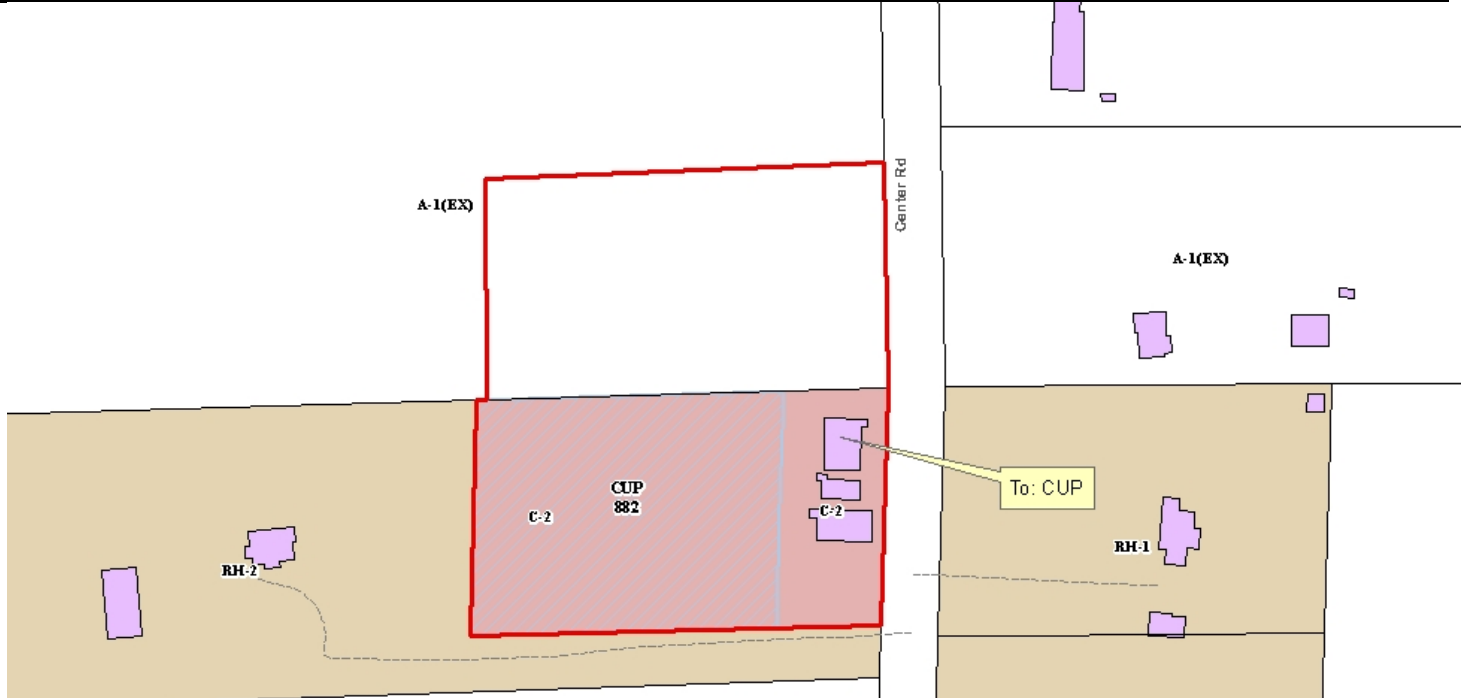 Center Rd
A-1(EX)
A-1(EX)
To: CUP
CUP
882
C-2
C-2
RH-1
RH-2